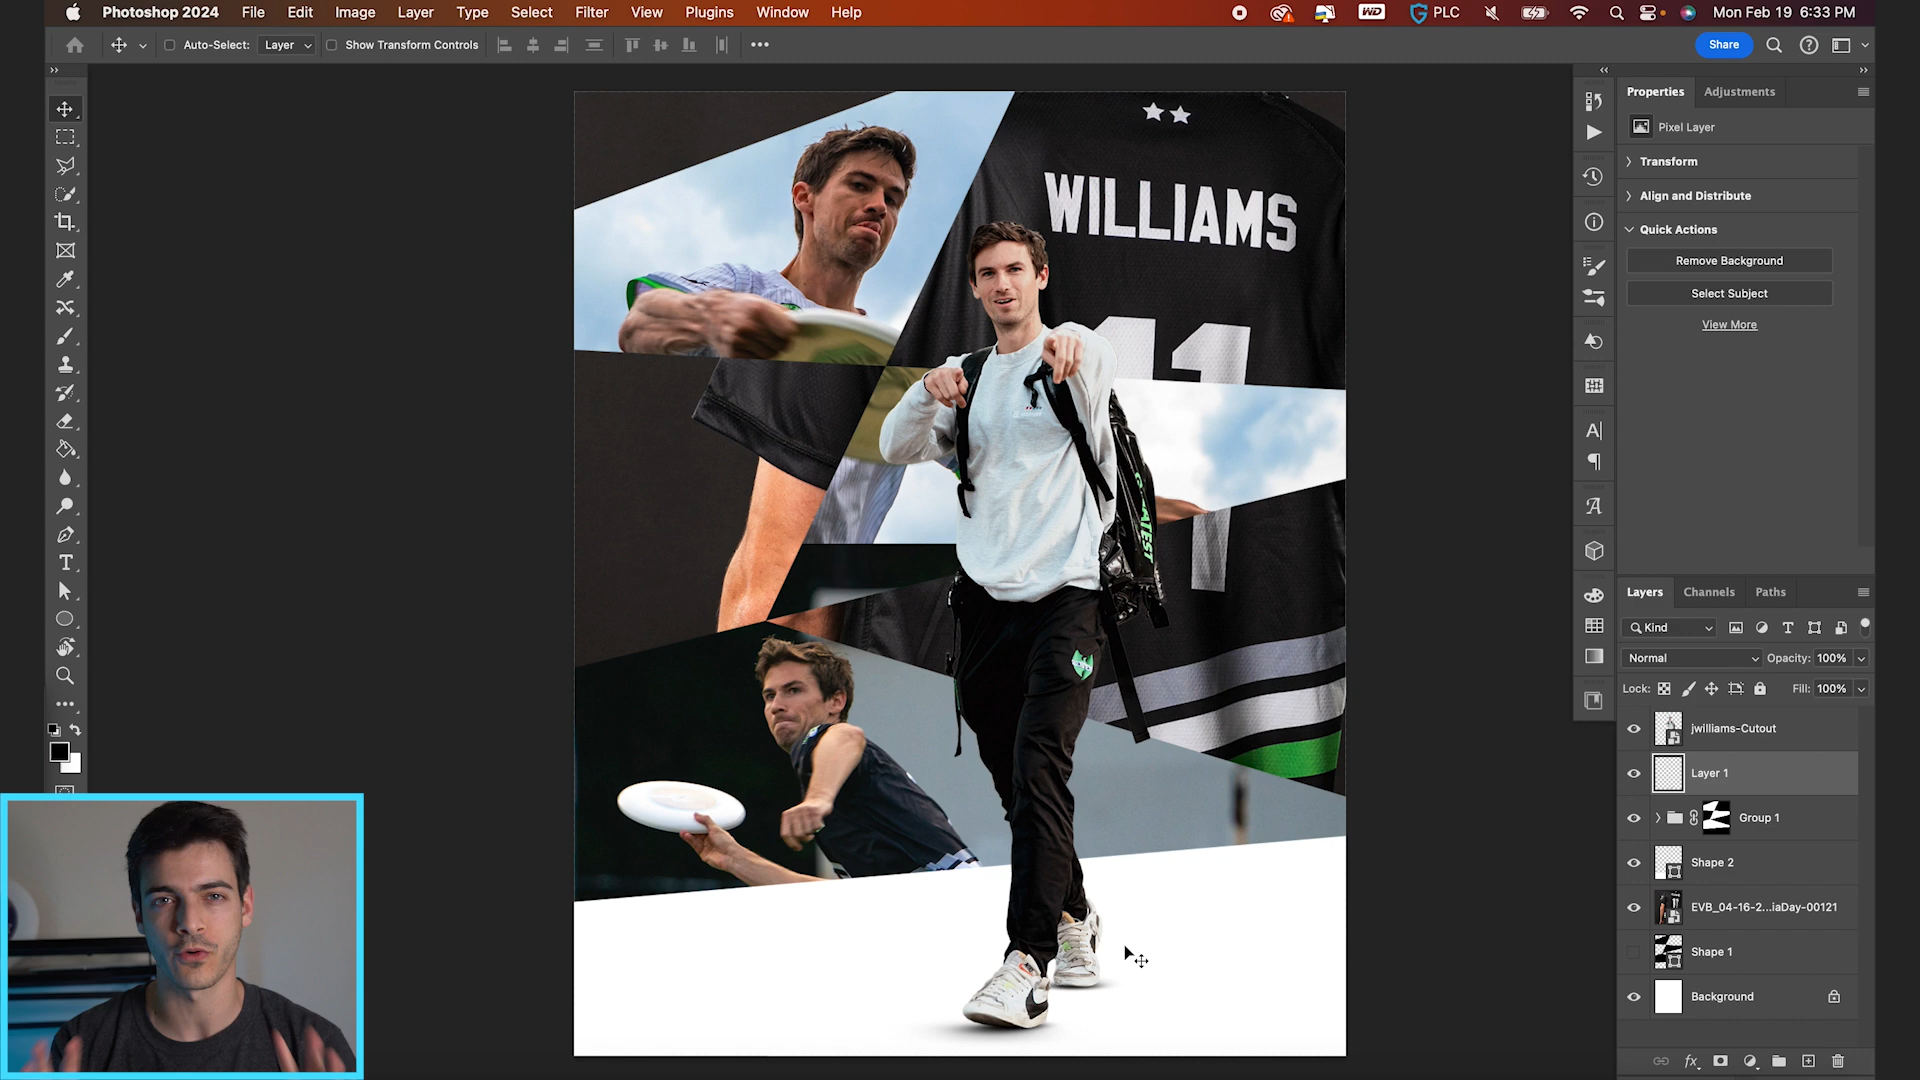 Photoshop 2024 File Edit Image Layer Type Select Filter View Plugins Window Help
WD PLC Mon Feb 19 6:33 PM
Auto-Select: Layer Show Transform Controls
Share
Properties Adjustments
Pixel Layer
Transform
Align and Distribute
Quick Actions
Remove Background
Select Subject
View More
WILLIAMS
11
Layers Channels Paths
Kind
Normal Opacity: 100%
Lock: Fill: 100%
jwilliams-Cutout
Layer 1
Group 1
Shape 2
EVB_04-16-2...iaDay-00121
Shape 1
Background